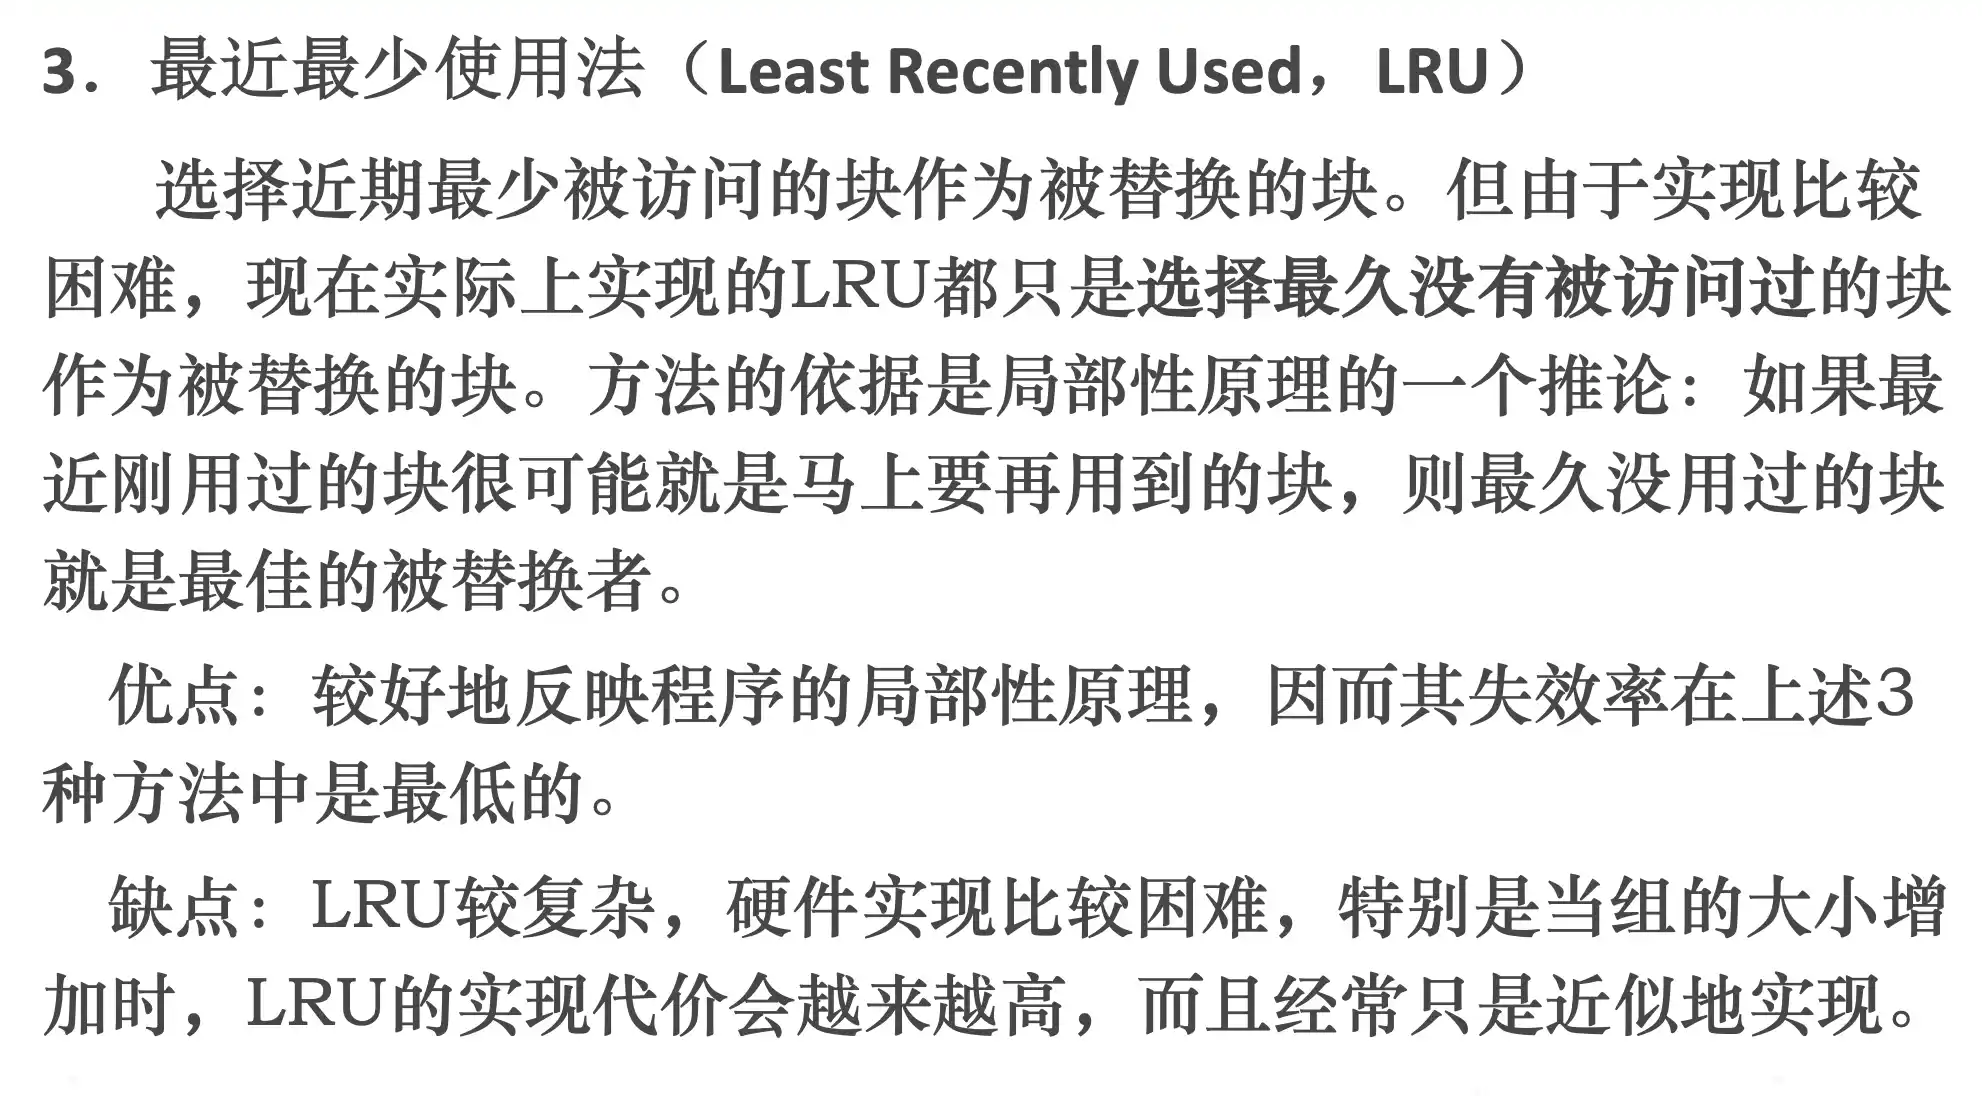 3. 最近最少使用法（Least Recently Used，LRU）
选择近期最少被访问的块作为被替换的块。但由于实现比较
困难，现在实际上实现的LRU都只是选择最久没有被访问过的块
作为被替换的块。方法的依据是局部性原理的一个推论：如果最
近刚用过的块很可能就是马上要再用到的块，则最久没用过的块
就是最佳的被替换者。
优点：较好地反映程序的局部性原理，因而其失效率在上述3
种方法中是最低的。
缺点：LRU较复杂，硬件实现比较困难，特别是当组的大小增
加时，LRU的实现代价会越来越高，而且经常只是近似地实现。